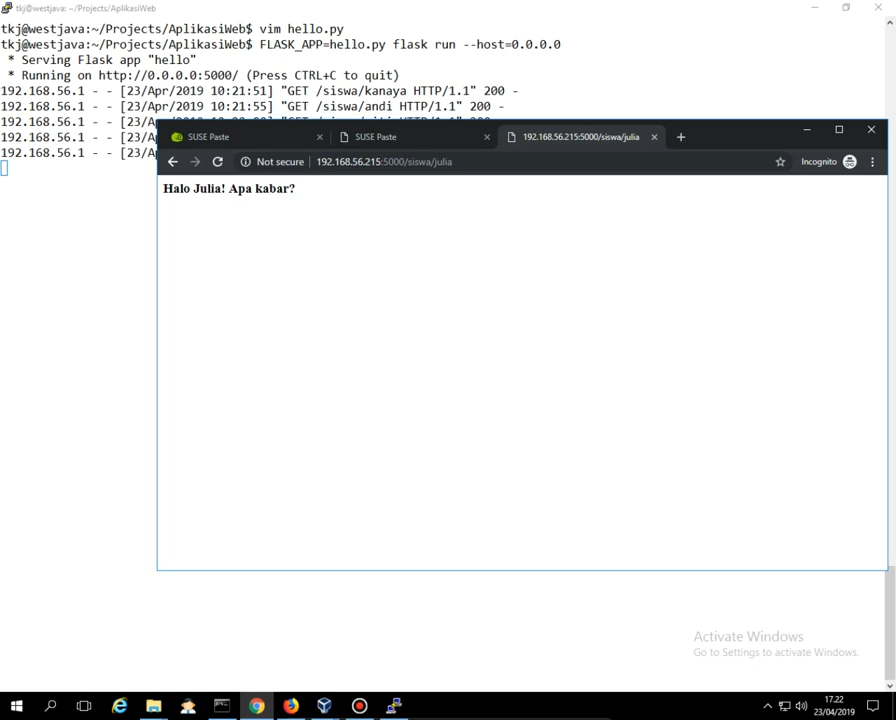 tkj@westjava: ~/Projects/AplikasiWeb
tkj@westjava:~/Projects/AplikasiWeb$ vim hello.py
tkj@westjava:~/Projects/AplikasiWeb$ FLASK_APP=hello.py flask run --host=0.0.0.0
* Serving Flask app "hello"
* Running on http://0.0.0.0:5000/ (Press CTRL+C to quit)
192.168.56.1 - - [23/Apr/2019 10:21:51] "GET /siswa/kanaya HTTP/1.1" 200 -
192.168.56.1 - - [23/Apr/2019 10:21:55] "GET /siswa/andi HTTP/1.1" 200 -
192.168.56.1 - - [23/A
192.168.56.1 - - [23/A
192.168.56.1 - - [23/A
SUSE Paste
SUSE Paste
192.168.56.215:5000/siswa/julia
Not secure
192.168.56.215:5000/siswa/julia
Incognito
Halo Julia! Apa kabar?
Activate Windows
Go to Settings to activate Windows.
17.22
23/04/2019